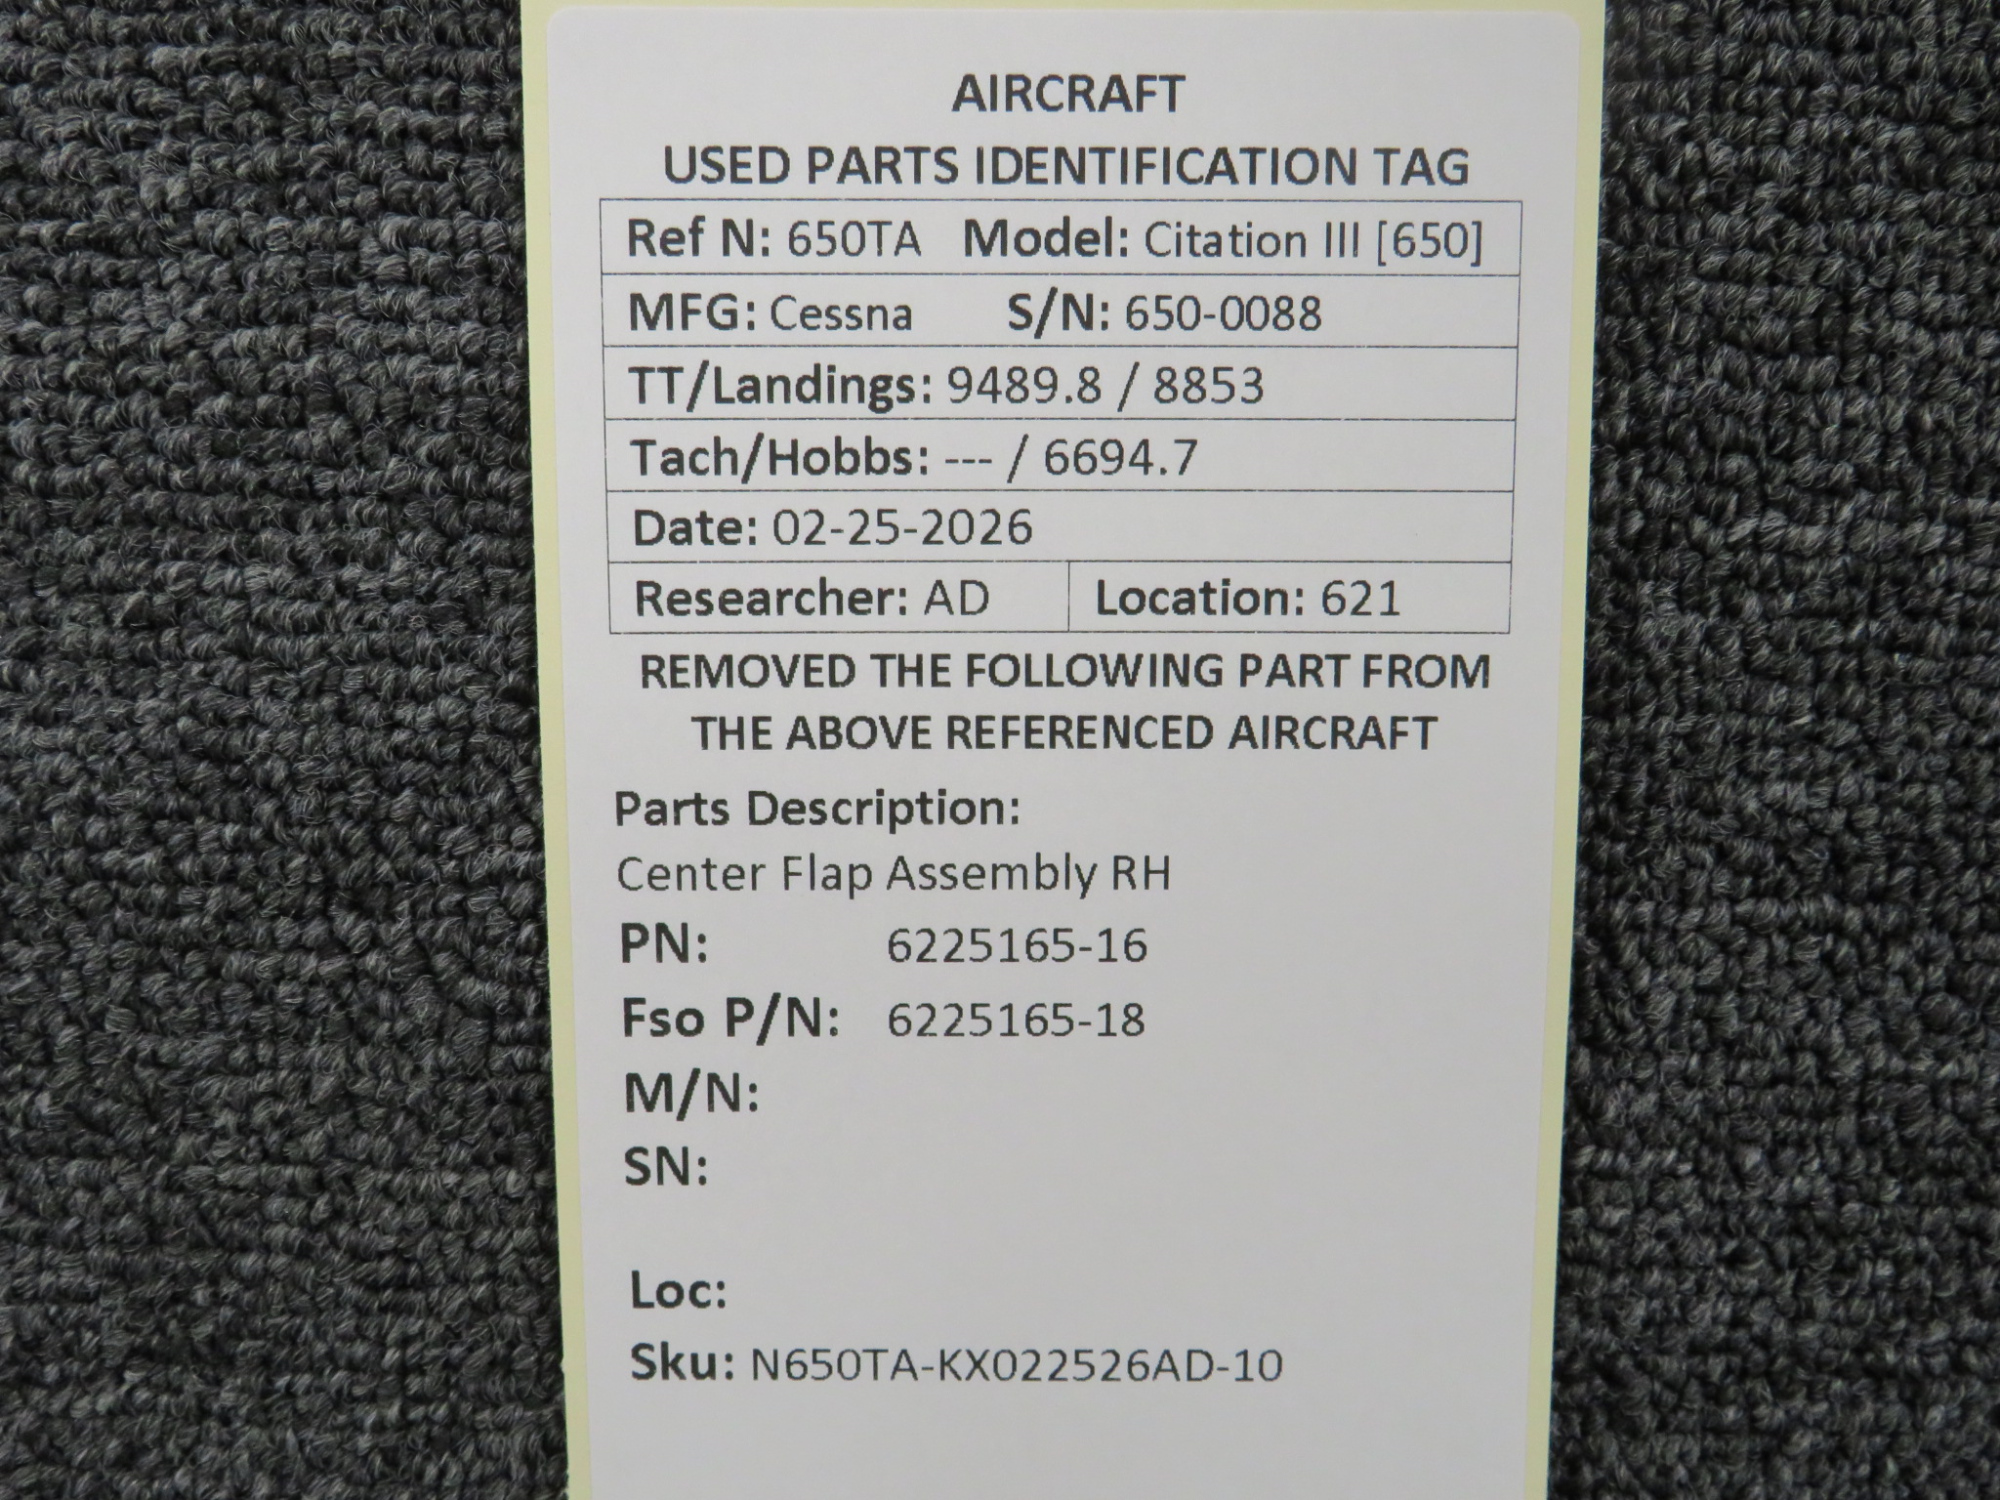 AIRCRAFT
USED PARTS IDENTIFICATION TAG
Ref N: 650TA Model: Citation III [650]
MFG: Cessna S/N: 650-0088
TT/Landings: 9489.8 / 8853
Tach/Hobbs: --- / 6694.7
Date: 02-25-2026
Researcher: AD Location: 621
REMOVED THE FOLLOWING PART FROM
THE ABOVE REFERENCED AIRCRAFT
Parts Description:
Center Flap Assembly RH
PN: 6225165-16
Fso P/N: 6225165-18
M/N:
SN:
Loc:
Sku: N650TA-KX022526AD-10